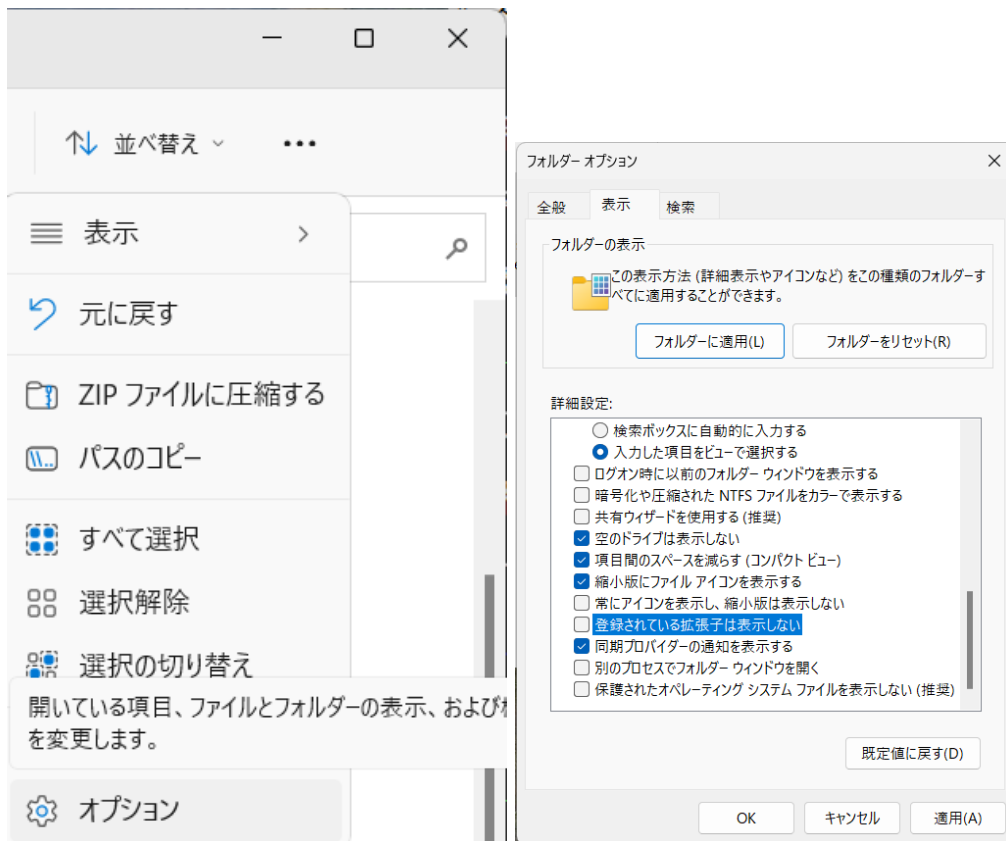 並べ替え
表示
元に戻す
ZIP ファイルに圧縮する
パスのコピー
すべて選択
選択解除
選択の切り替え
開いている項目、ファイルとフォルダーの表示、および
を変更します。
オプション
フォルダー オプション
全般
表示
検索
フォルダーの表示
この表示方法 (詳細表示やアイコンなど) をこの種類のフォルダーす
べてに適用することができます。
フォルダーに適用(L)
フォルダーをリセット(R)
詳細設定:
検索ボックスに自動的に入力する
入力した項目をビューで選択する
ログオン時に以前のフォルダー ウィンドウを表示する
暗号化や圧縮された NTFS ファイルをカラーで表示する
共有ウィザードを使用する (推奨)
空のドライブは表示しない
項目間のスペースを減らす (コンパクト ビュー)
縮小版にファイル アイコンを表示する
常にアイコンを表示し、縮小版は表示しない
登録されている拡張子は表示しない
同期プロバイダーの通知を表示する
別のプロセスでフォルダー ウィンドウを開く
保護されたオペレーティング システム ファイルを表示しない (推奨)
既定値に戻す(D)
OK
キャンセル
適用(A)